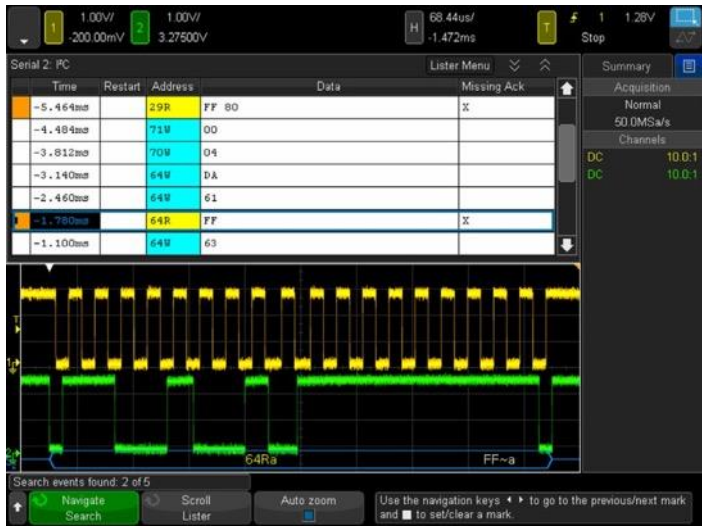 1 1.00V/ 2 1.00V/ H 68.44us/ T 1 1.28V
-200.00mV 3.27500V -1.472ms Stop
Serial 2: I²C Lister Menu Summary
Time Restart Address Data Missing Ack Acquisition
-5.464ms 29R FF 80 X Normal
50.0MSa/s
-4.484ms 71W 00 Channels
-3.812ms 70W 04 DC 10.0:1
-3.140ms 64W DA DC 10.0:1
-2.460ms 64W 61
-1.780ms 64R FF X
-1.100ms 64W 63
T
1
2
64Ra FF~a
Search events found: 2 of 5
Navigate Search
Scroll Lister
Auto zoom
Use the navigation keys to go to the previous/next mark
and to set/clear a mark.